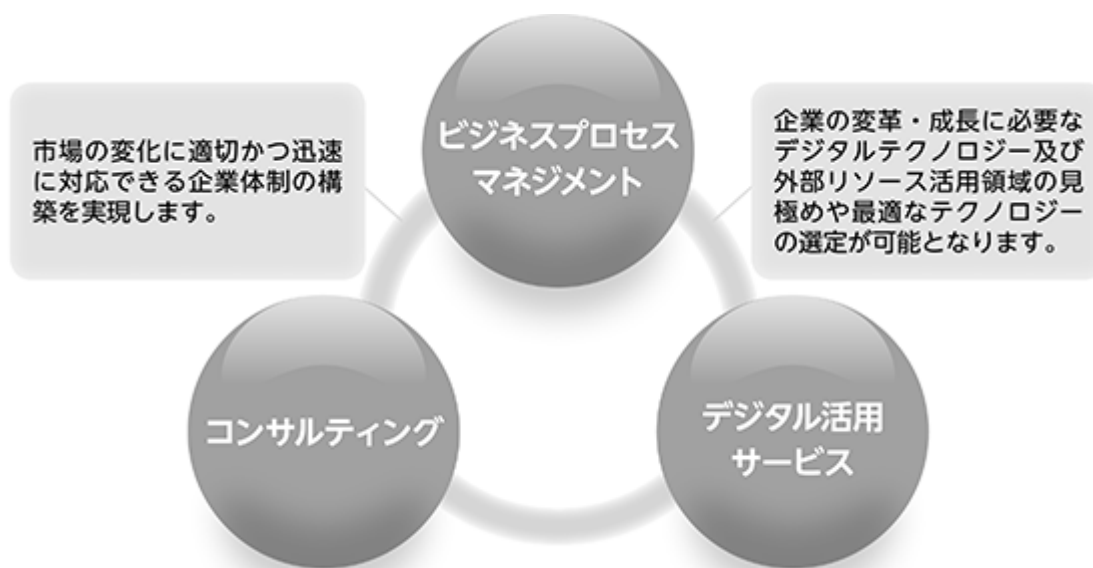 ビジネスプロセス
マネジメント
市場の変化に適切かつ迅速
に対応できる企業体制の構
築を実現します。
企業の変革・成長に必要な
デジタルテクノロジー及び
外部リソース活用領域の見
極めや最適なテクノロジー
の選定が可能となります。
コンサルティング
デジタル活用
サービス